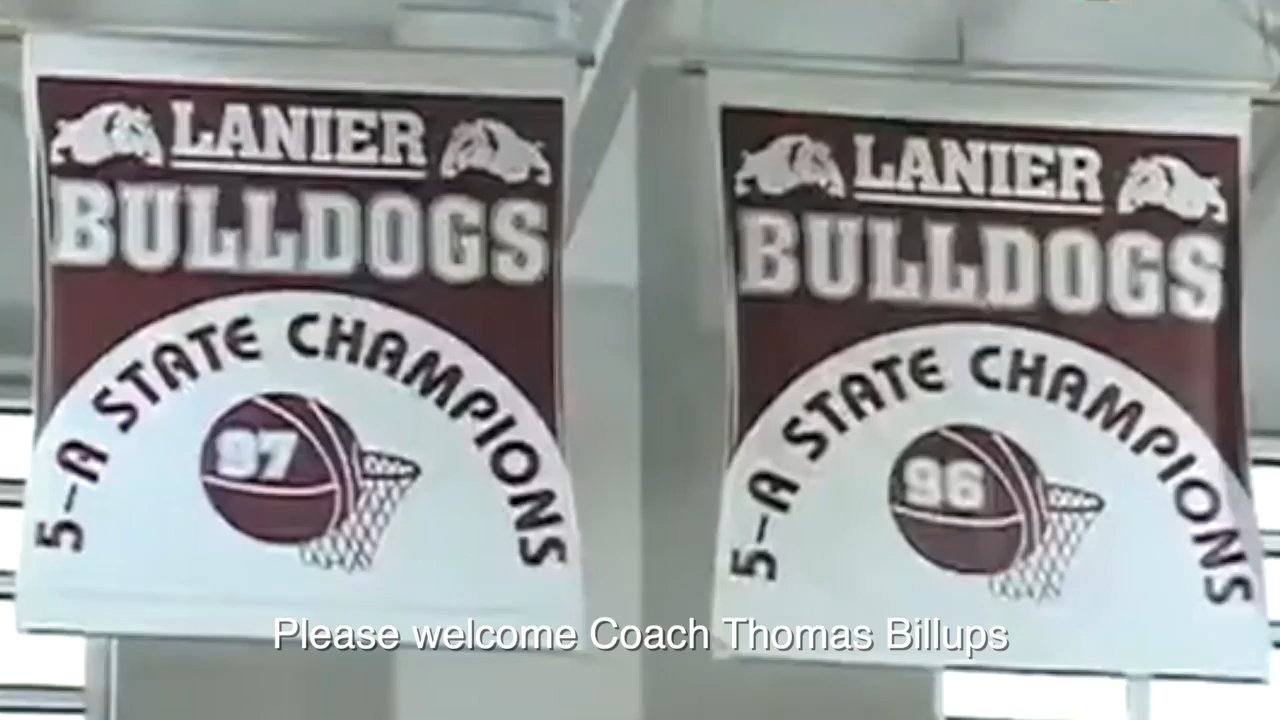 LANIER
BULLDOGS
5-A STATE CHAMPIONS
97
LANIER
BULLDOGS
5-A STATE CHAMPIONS
96
Please welcome Coach Thomas Billups